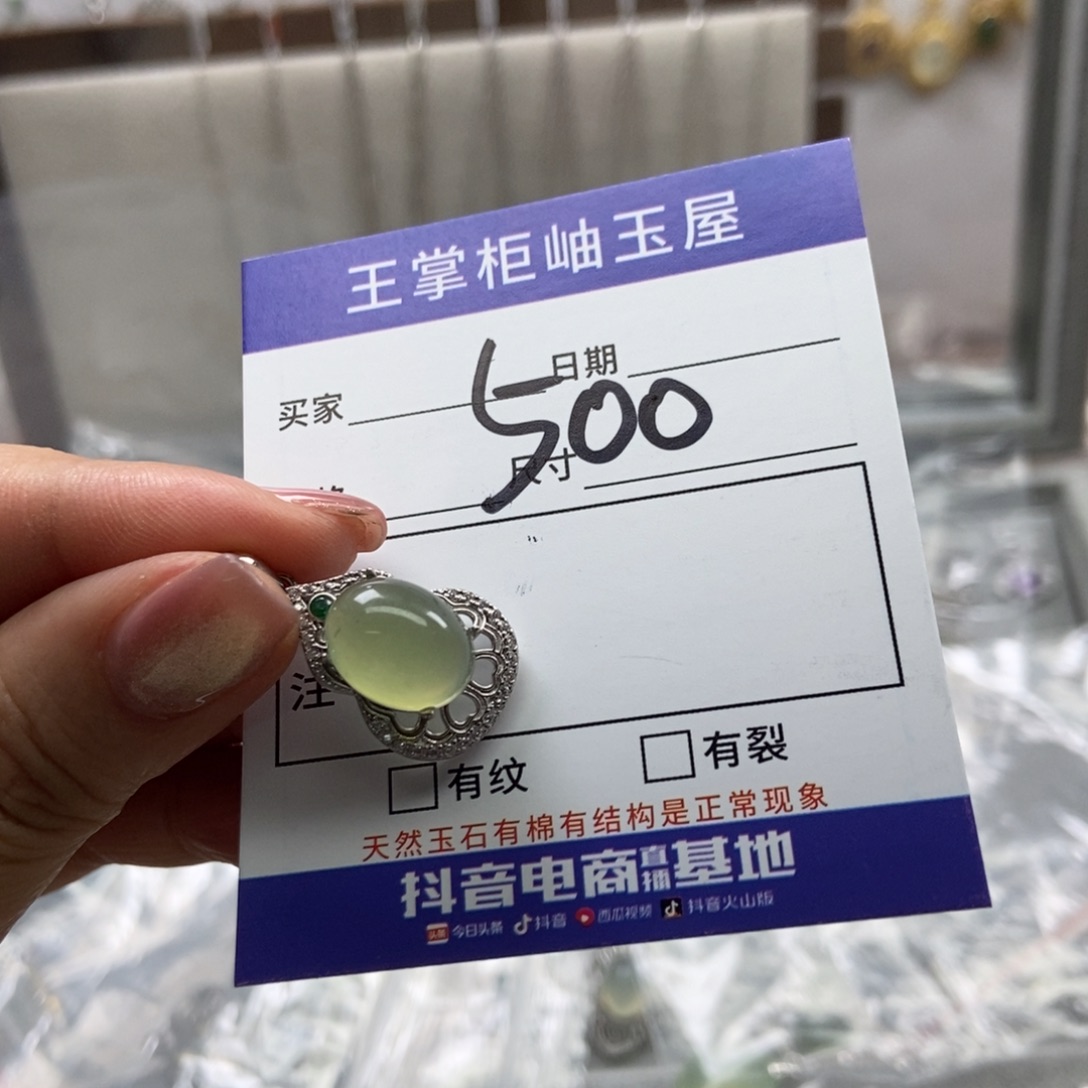 王掌柜岫玉屋
买家 日期
500
尺寸
注
有纹 有裂
天然玉石有棉有结构是正常现象
抖音电商直播基地
头条 今日头条 抖音 西瓜视频 抖音火山版